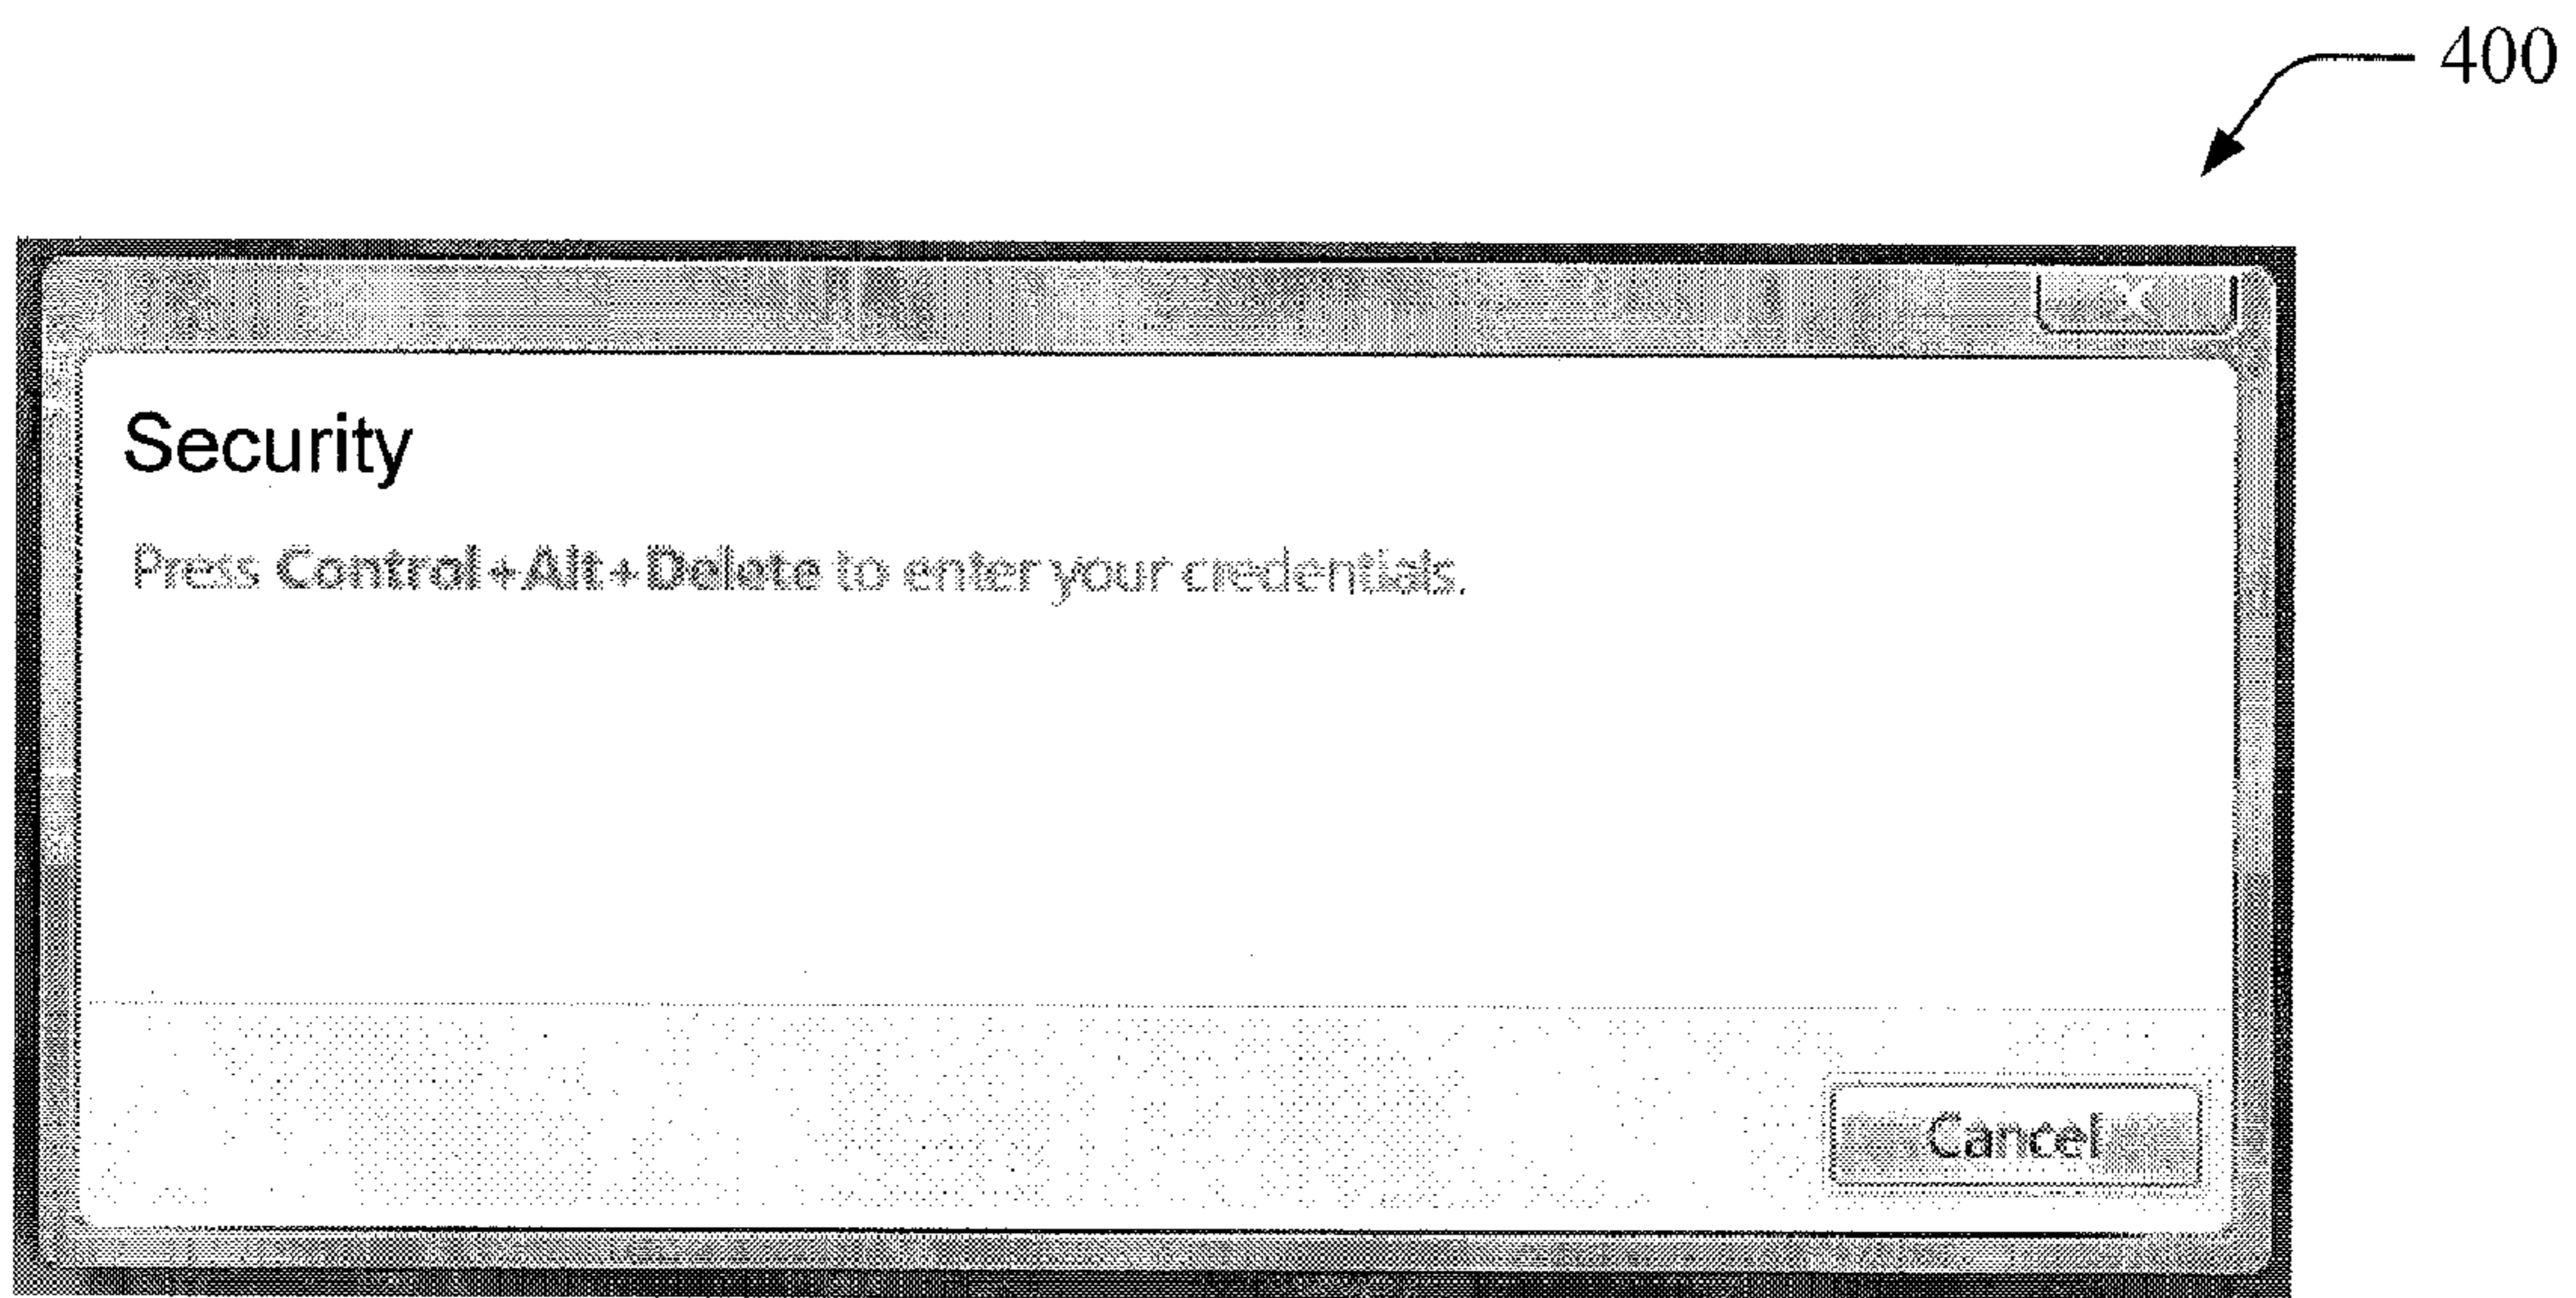 400
X
Security
Press Control+Alt+Delete to enter your credentials.
Cancel